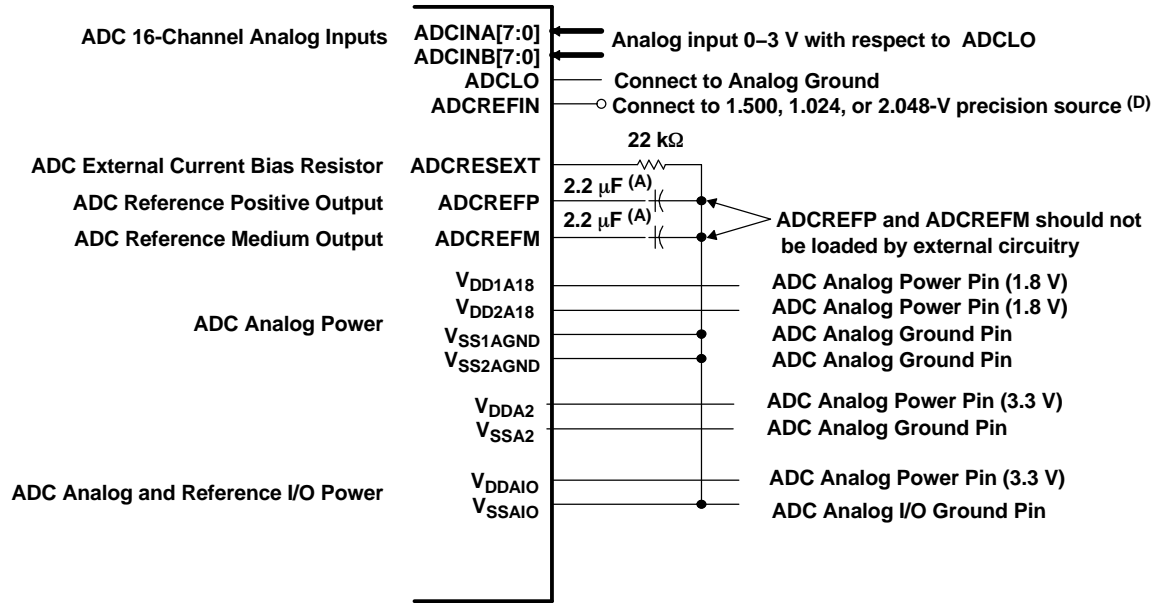 ADC 16-Channel Analog Inputs
ADCINA[7:0]
ADCINB[7:0]
Analog input 0–3 V with respect to ADCLO
ADCLO
Connect to Analog Ground
ADCREFIN
Connect to 1.500, 1.024, or 2.048-V precision source (D)
22 kΩ
ADC External Current Bias Resistor
ADCRESEXT
2.2 μF (A)
ADC Reference Positive Output
ADCREFP
2.2 μF (A)
ADC Reference Medium Output
ADCREFM
ADCREFP and ADCREFM should not
be loaded by external circuitry
VDD1A18
ADC Analog Power Pin (1.8 V)
VDD2A18
ADC Analog Power Pin (1.8 V)
ADC Analog Power
VSS1AGND
ADC Analog Ground Pin
VSS2AGND
ADC Analog Ground Pin
VDDA2
ADC Analog Power Pin (3.3 V)
VSSA2
ADC Analog Ground Pin
ADC Analog and Reference I/O Power
VDDAIO
ADC Analog Power Pin (3.3 V)
VSSAIO
ADC Analog I/O Ground Pin